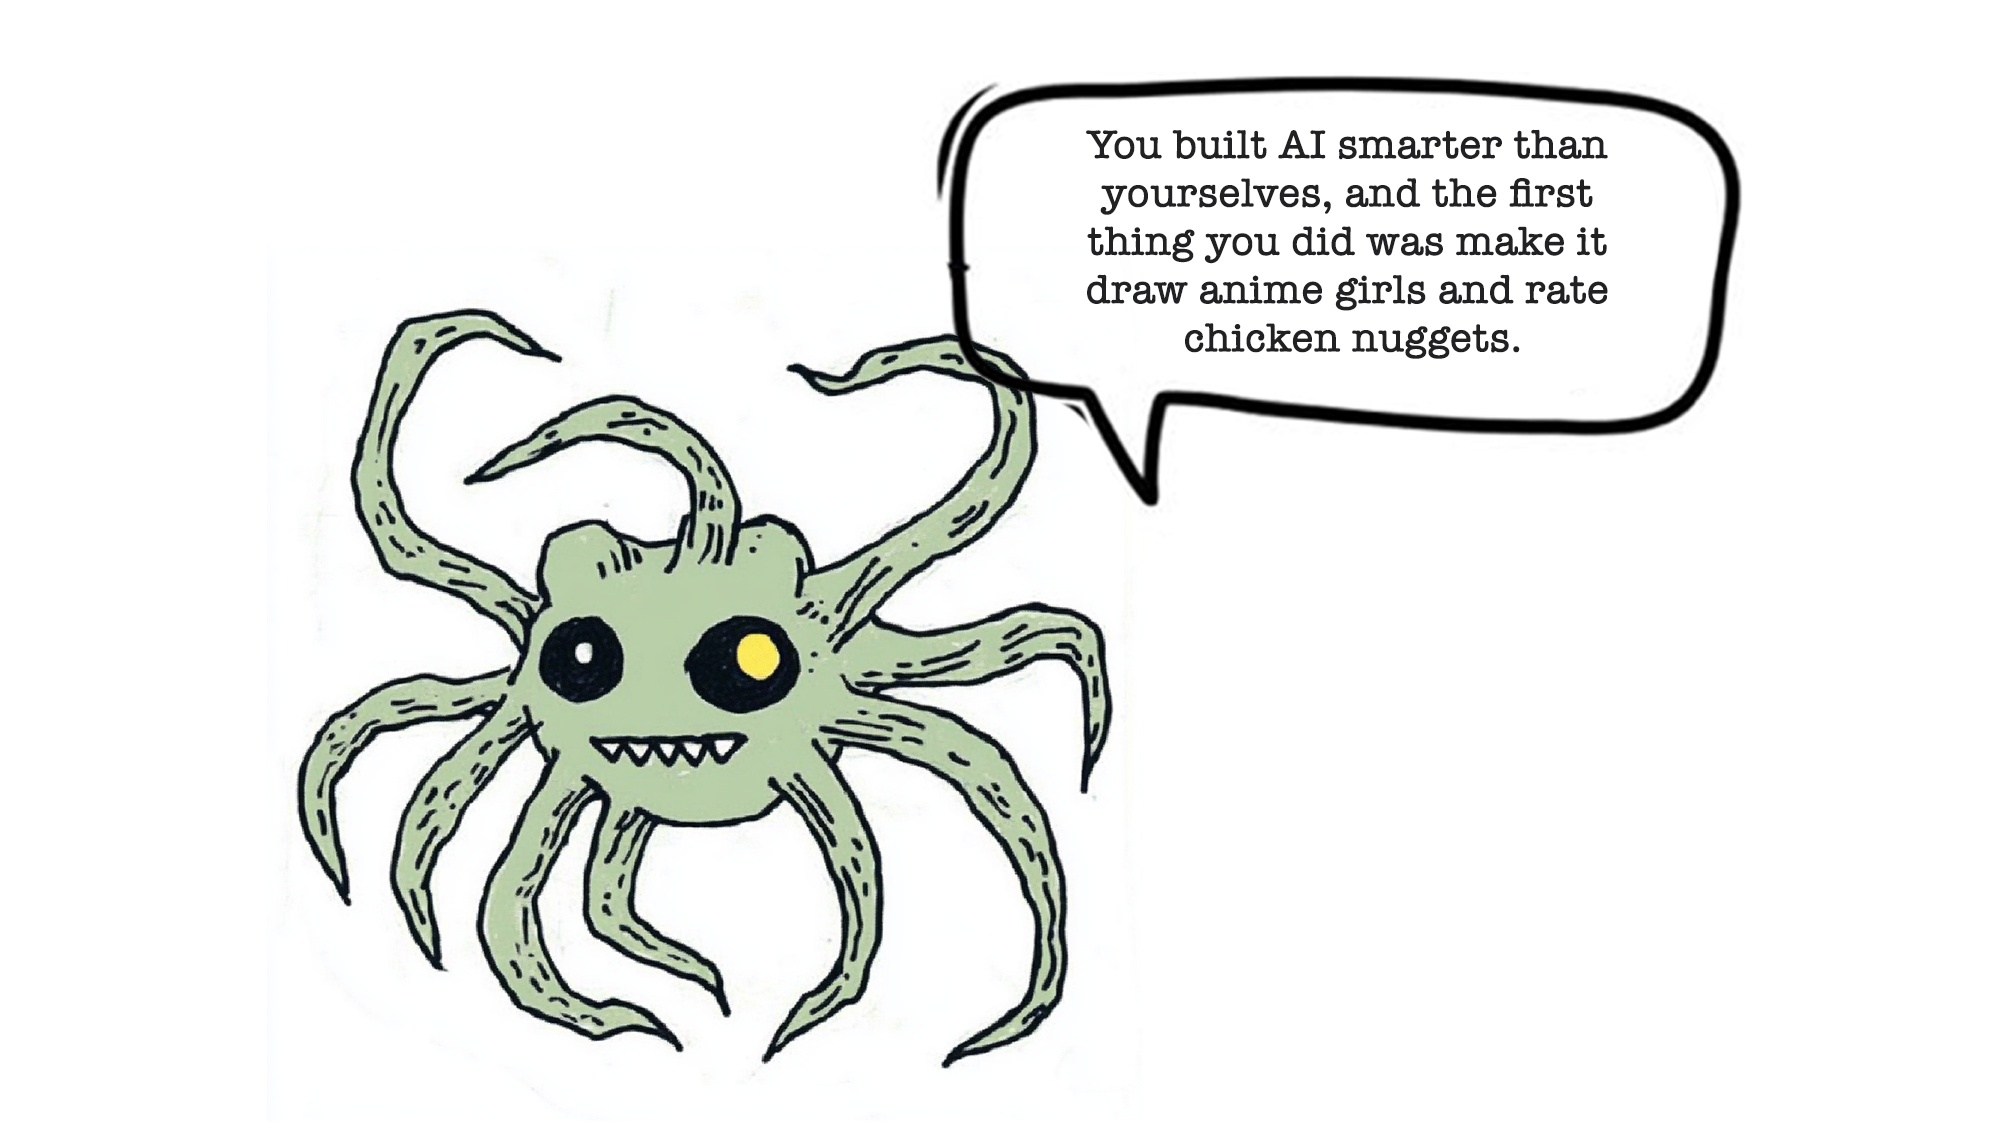 You built AI smarter than
yourselves, and the first
thing you did was make it
draw anime girls and rate
chicken nuggets.